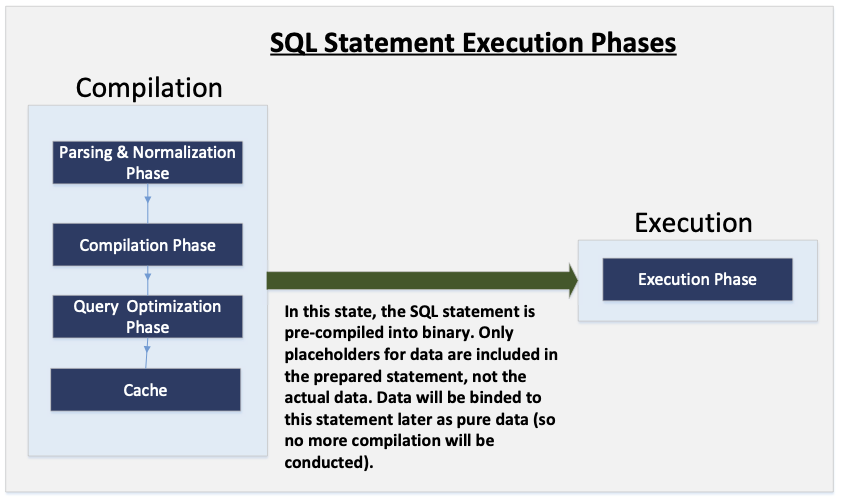 SQL Statement Execution Phases
Compilation
Parsing & Normalization
Phase
Compilation Phase
Query Optimization
Phase
Cache
In this state, the SQL statement is
pre-compiled into binary. Only
placeholders for data are included in
the prepared statement, not the
actual data. Data will be binded to
this statement later as pure data (so
no more compilation will be
conducted).
Execution
Execution Phase